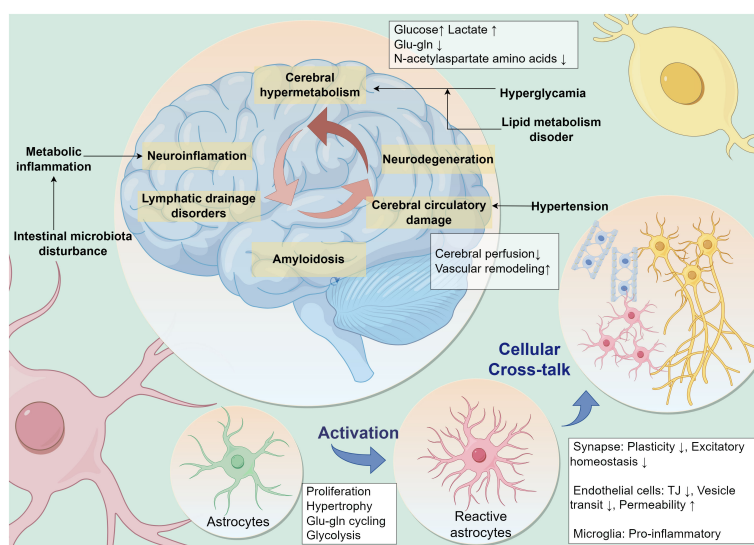 Glucose↑ Lactate ↑
Glu-gln ↓
N-acetylaspartate amino acids ↓
Cerebral
hypermetabolism
Hyperglycamia
Lipid metabolism
disoder
Metabolic
inflammation
Neuroinflamation
Neurodegeneration
Lymphatic drainage
disorders
Cerebral circulatory
damage
Hypertension
Intestinal microbiota
disturbance
Amyloidosis
Cerebral perfusion↓
Vascular remodeling↑
Cellular
Cross-talk
Activation
Astrocytes
Proliferation
Hypertrophy
Glu-gln cycling
Glycolysis
Reactive
astrocytes
Synapse: Plasticity ↓, Excitatory
homeostasis ↓
Endothelial cells: TJ ↓, Vesicle
transit ↓, Permeability ↑
Microglia: Pro-inflammatory